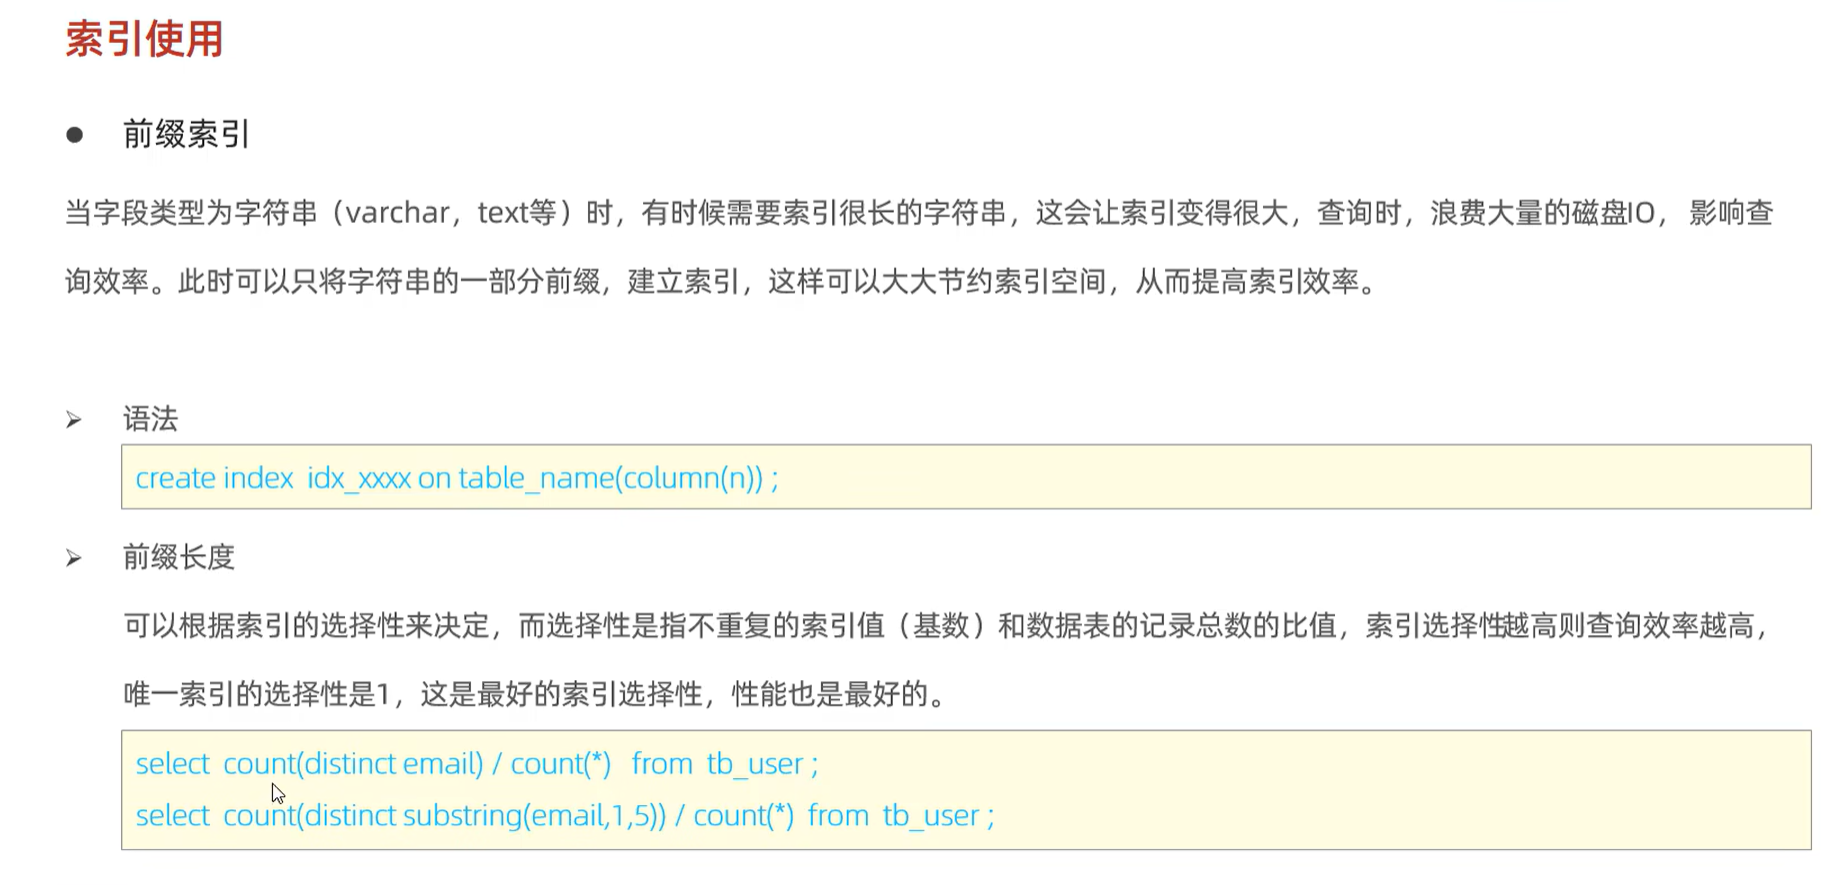 索引使用
● 前缀索引
当字段类型为字符串（varchar，text等）时，有时候需要索引很长的字符串，这会让索引变得很大，查询时，浪费大量的磁盘IO， 影响查
询效率。此时可以只将字符串的一部分前缀，建立索引，这样可以大大节约索引空间，从而提高索引效率。
➢ 语法
create index idx_xxxx on table_name(column(n)) ;
➢ 前缀长度
可以根据索引的选择性来决定，而选择性是指不重复的索引值（基数）和数据表的记录总数的比值，索引选择性越高则查询效率越高，
唯一索引的选择性是1，这是最好的索引选择性，性能也是最好的。
select count(distinct email) / count(*) from tb_user ;
select count(distinct substring(email,1,5)) / count(*) from tb_user ;